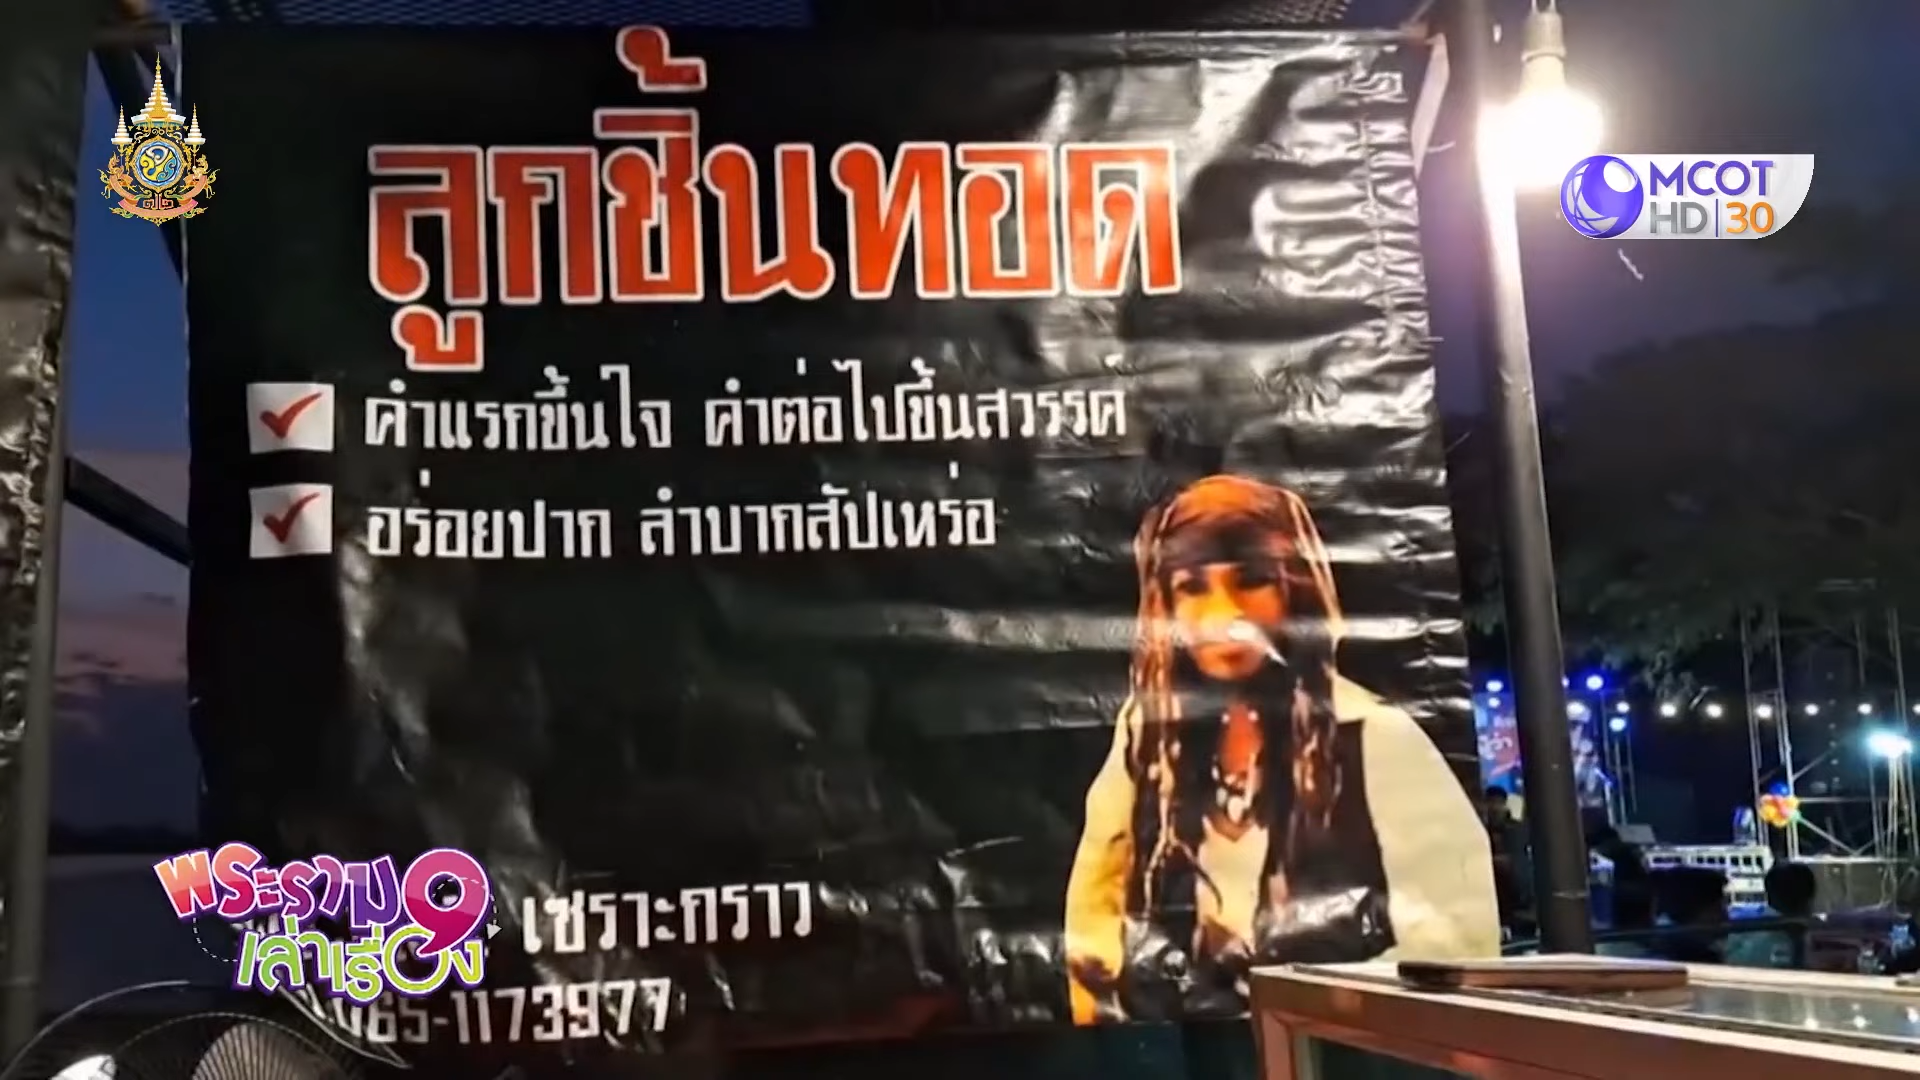 ลูกชิ้นทอด
MCOT
HD|30
คำแรกขึ้นใจ คำต่อไปขึ้นสวรรค์
อร่อยปาก ลำบากสัปเหร่อ
พระราม ๙
เล่าเรื่อง
เซราะกราว
065-1173977